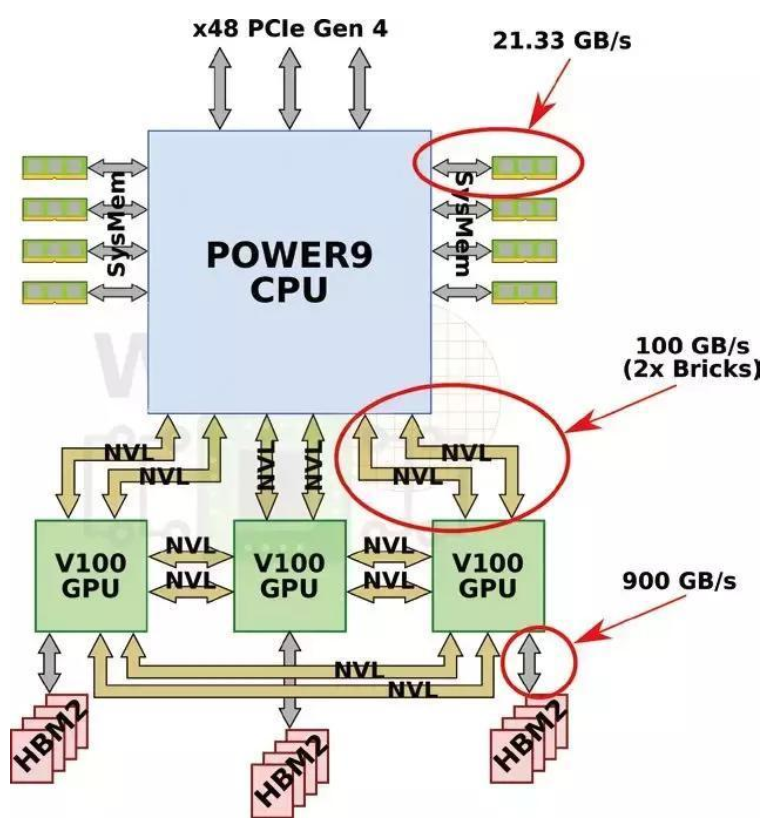 x48 PCIe Gen 4
21.33 GB/s
SysMem
SysMem
POWER9
CPU
100 GB/s
(2x Bricks)
NVL
NVL
NVL
NVL
NVL
NVL
V100
GPU
NVL
NVL
V100
GPU
NVL
NVL
V100
GPU
900 GB/s
NVL
NVL
HBM2
HBM2
HBM2